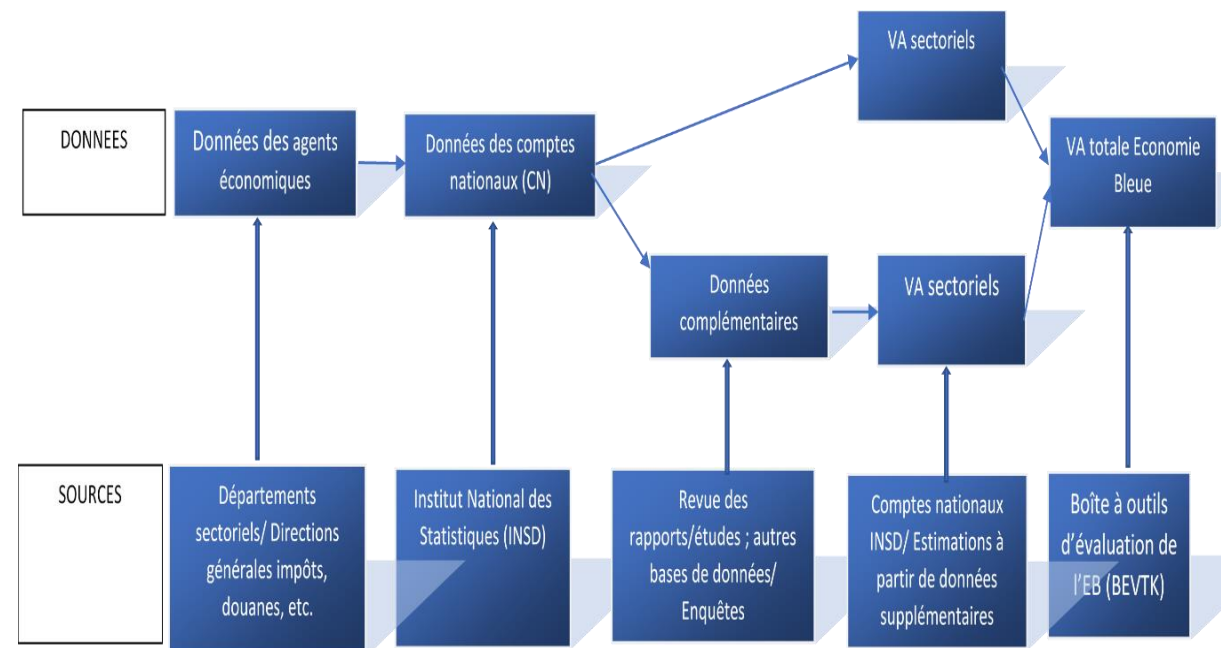 VA sectoriels
DONNEES
Données des agents
économiques
Données des comptes
nationaux (CN)
VA totale Economie
Bleue
Données
complémentaires
VA sectoriels
SOURCES
Départements
sectoriels/ Directions
générales impôts,
douanes, etc.
Institut National des
Statistiques (INSD)
Revue des
rapports/études ; autres
bases de données/
Enquêtes
Comptes nationaux
INSD/ Estimations à
partir de données
supplémentaires
Boîte à outils
d’évaluation de
l’EB (BEVTK)